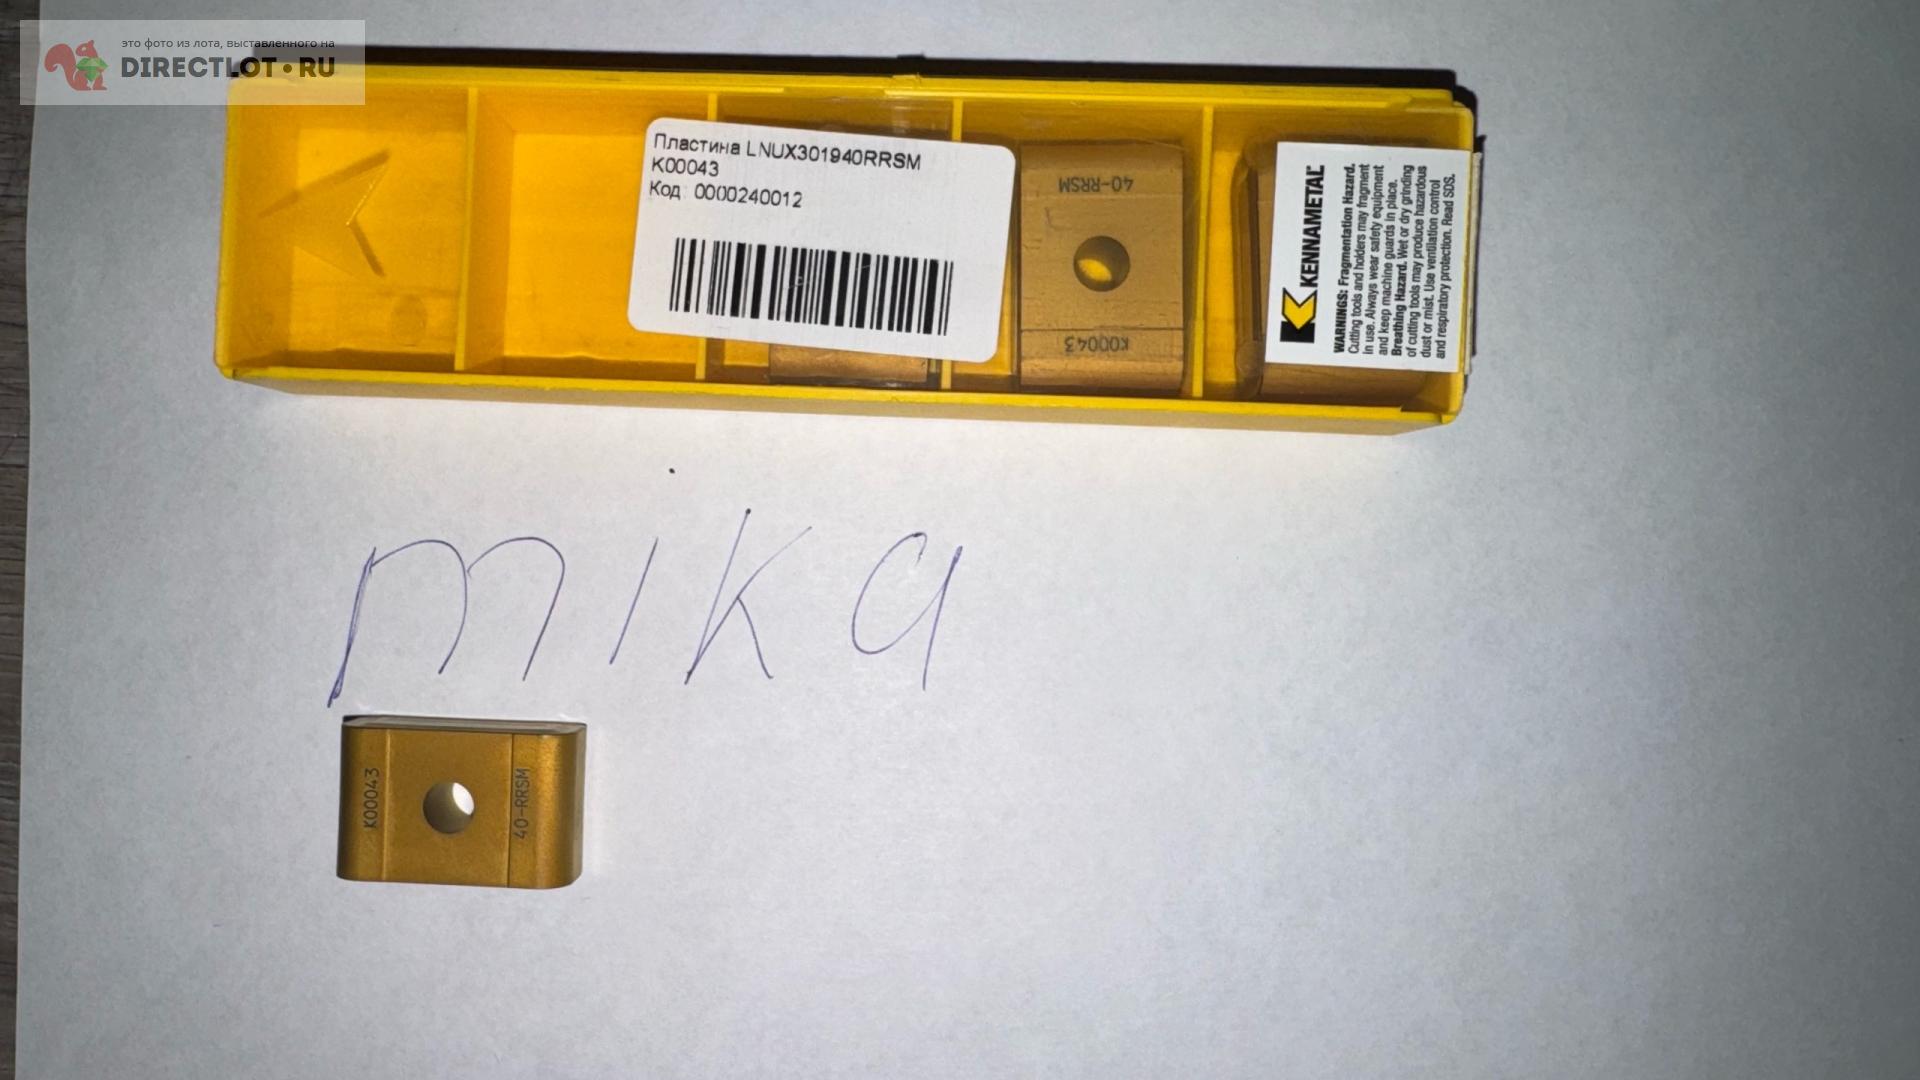 это фото из лота, выставленного на
DIRECTLOT•RU
Пластина LNUX301940RRSM
K00043
Код: 0000240012
40-RRSM
K00043
KENNAMETAL
WARNINGS: Fragmentation Hazard.
Cutting tools and holders may fragment
in use. Always wear safety equipment
and keep machine guards in place.
Breathing Hazard. Wet or dry grinding
of cutting tools may produce hazardous
dust or mist. Use ventilation control
and respiratory protection. Read SDS.
mika
K00043
40-RRSM